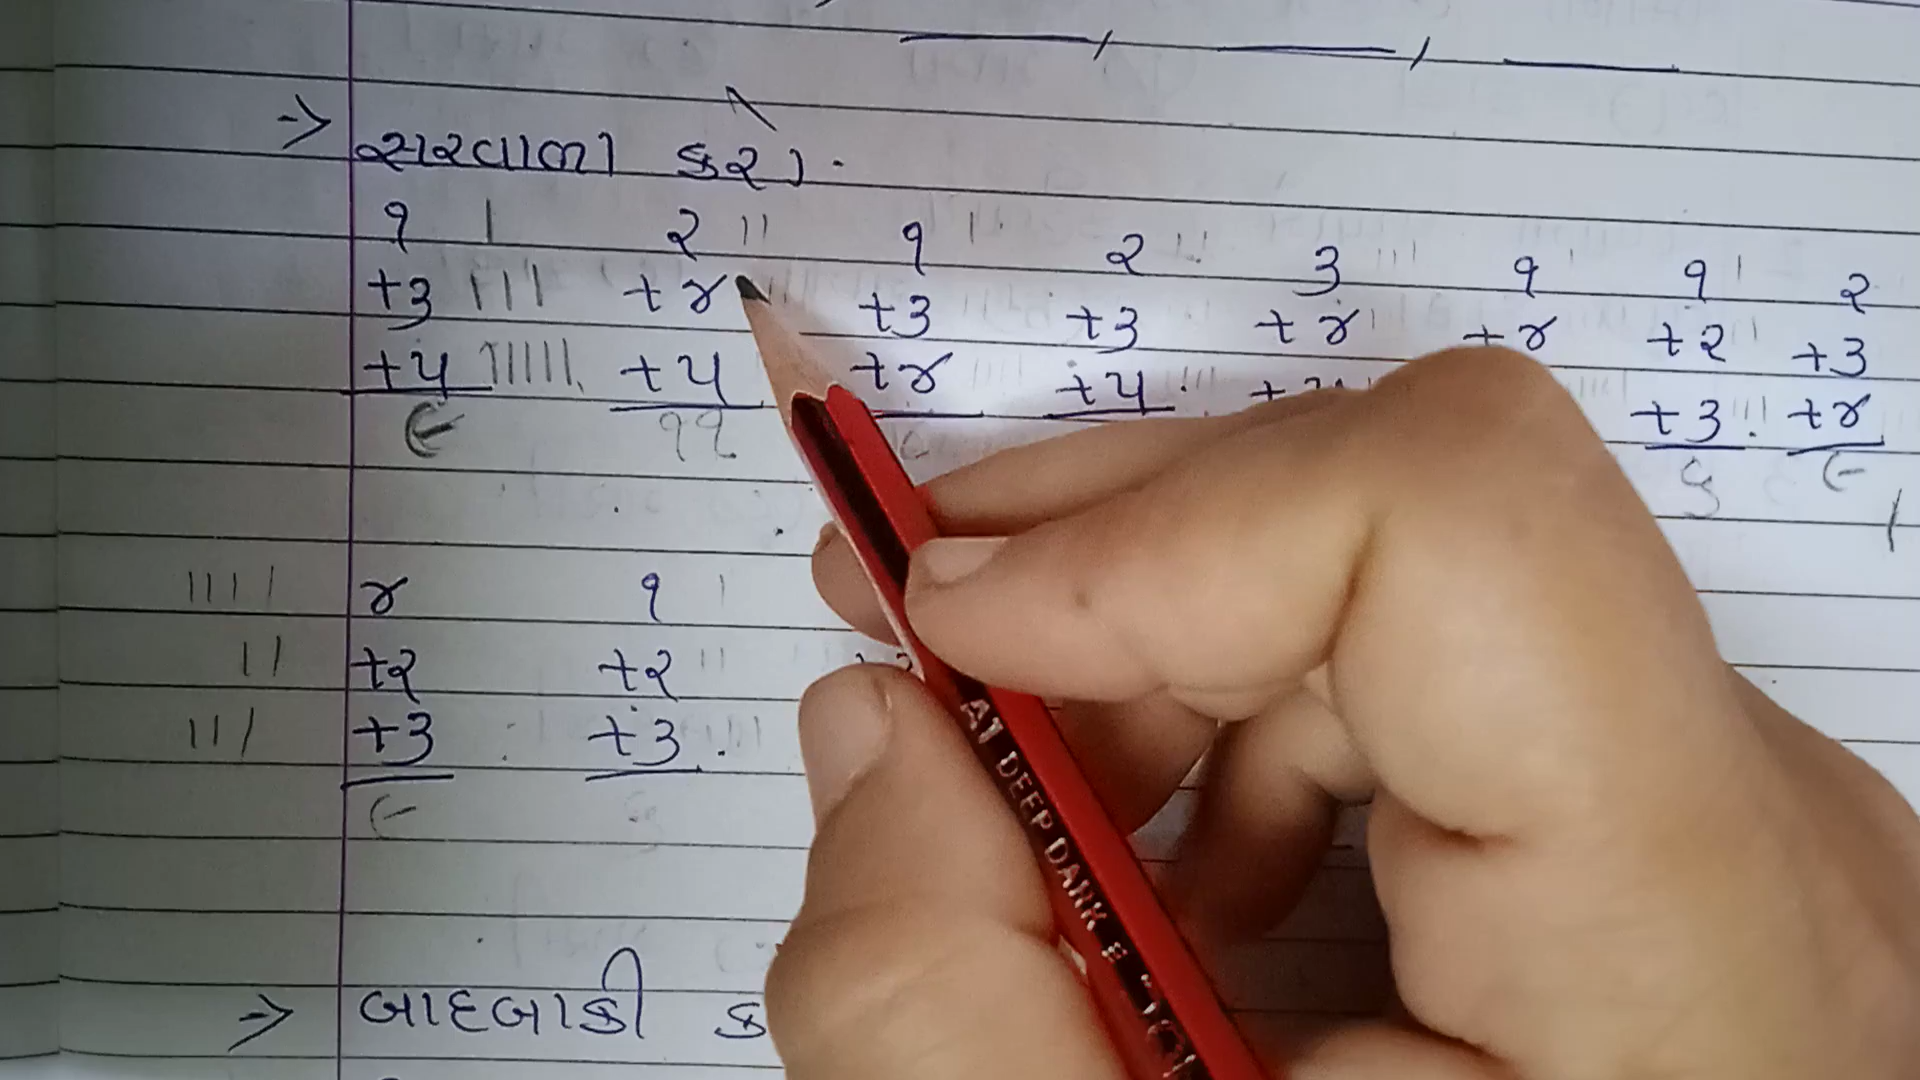 → સરવાળો કરો.
૧ ૨ ૧ ૨ ૩ ૧ ૧ ૨
+૩ +૪ +૩ +૩ +૪ +૪ +૨ +૩
+૫ +૫ +૪ +૫ +૩ +૪
૯ ૧૧ ૬ ૯
૪ ૧
+૨ +૨
+૩ +૩
૯ ૬
→ બાદબાકી ક
A1 DEEP DARK